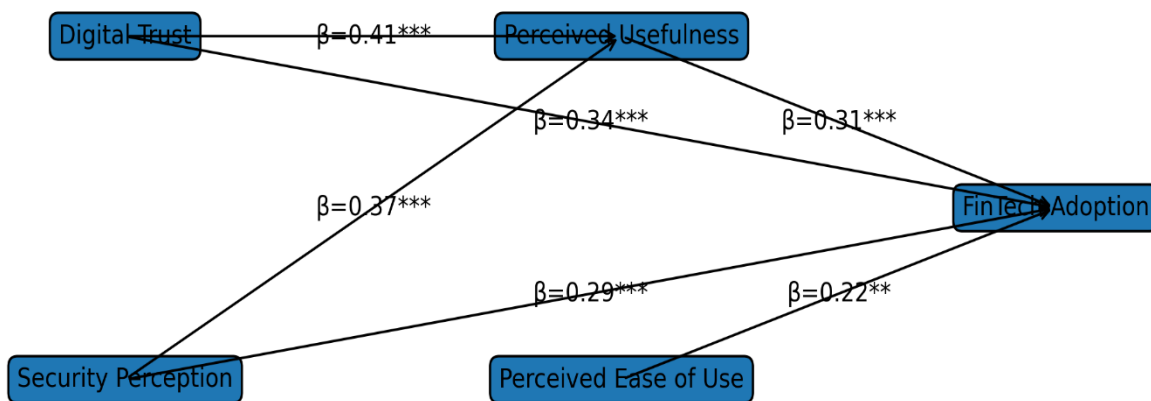 Digital Trust
β=0.41***
Perceived Usefulness
β=0.34***
β=0.31***
β=0.37***
FinTech Adoption
β=0.29***
β=0.22**
Security Perception
Perceived Ease of Use